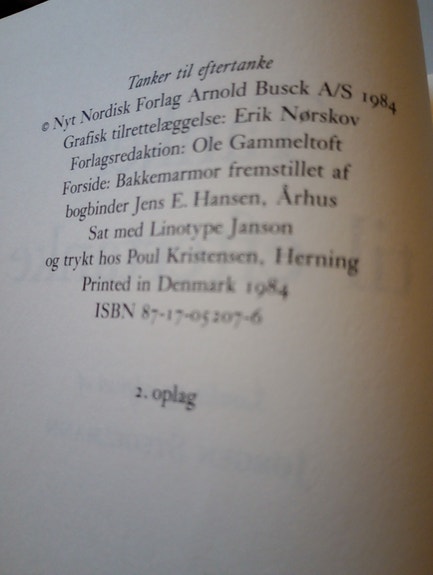 Tanker til eftertanke
© Nyt Nordisk Forlag Arnold Busck A/S 1984
Grafisk tilrettelæggelse: Erik Nørskov
Forlagsredaktion: Ole Gammeltoft
Forside: Bakkemarmor fremstillet af
bogbinder Jens E. Hansen, Århus
Sat med Linotype Janson
og trykt hos Poul Kristensen, Herning
Printed in Denmark 1984
ISBN 87-17-05207-6
2. oplag